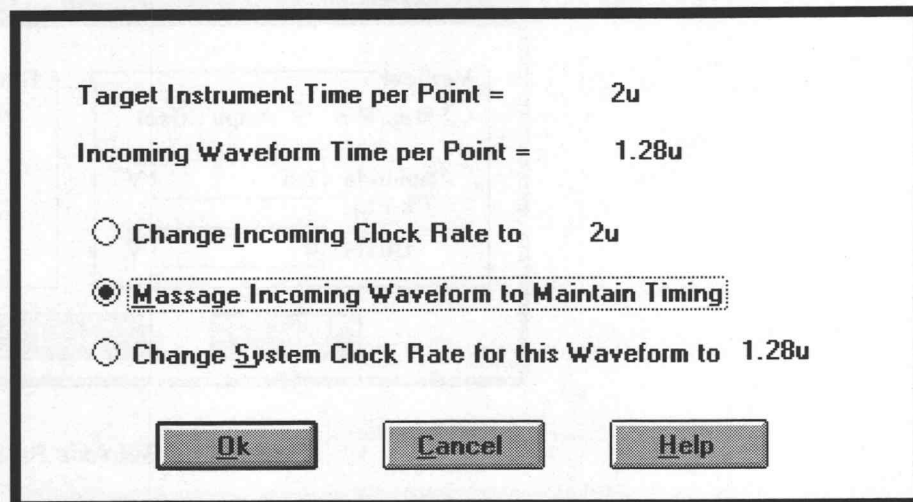 Target Instrument Time per Point = 2u
Incoming Waveform Time per Point = 1.28u
Change Incoming Clock Rate to 2u
Massage Incoming Waveform to Maintain Timing
Change System Clock Rate for this Waveform to 1.28u
Ok Cancel Help